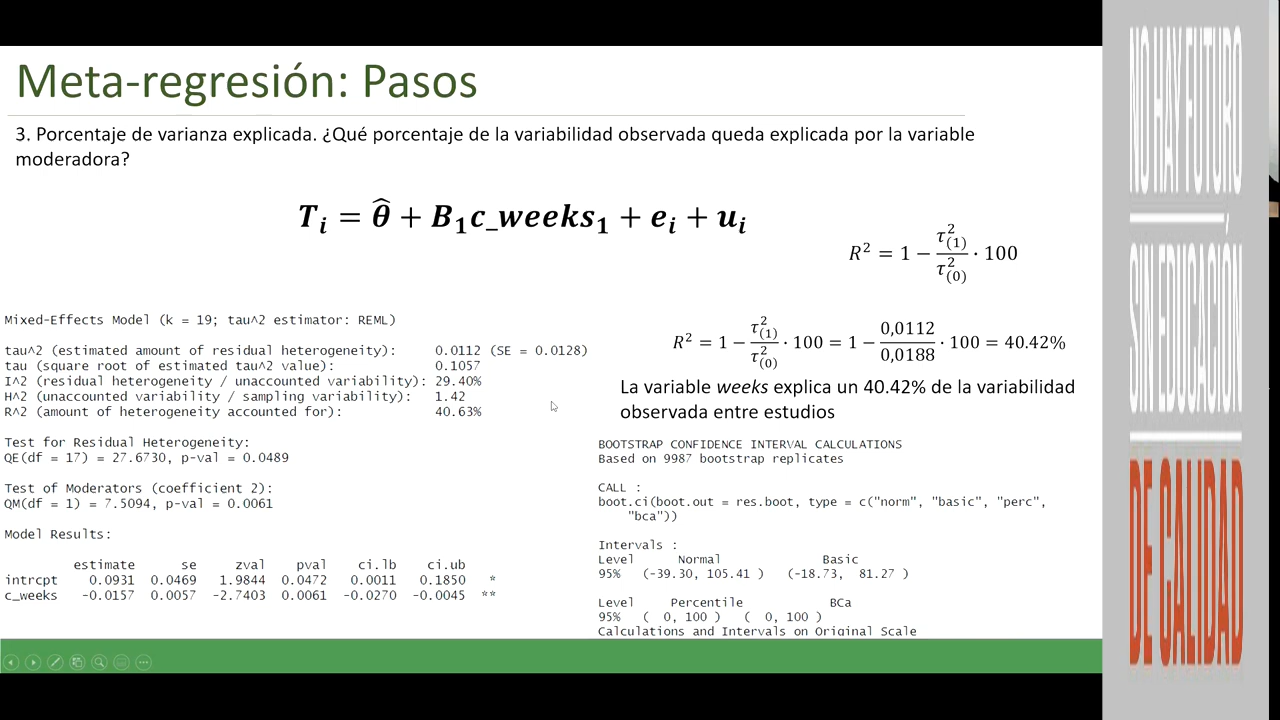 Meta-regresión: Pasos
3. Porcentaje de varianza explicada. ¿Qué porcentaje de la variabilidad observada queda explicada por la variable
moderadora?
T_i = θ̂ + B_1c_weeks_1 + e_i + u_i
R² = 1 − τ²_(1)/τ²_(0) · 100
Mixed-Effects Model (k = 19; tau^2 estimator: REML)
tau^2 (estimated amount of residual heterogeneity): 0.0112 (SE = 0.0128)
tau (square root of estimated tau^2 value): 0.1057
I^2 (residual heterogeneity / unaccounted variability): 29.40%
H^2 (unaccounted variability / sampling variability): 1.42
R^2 (amount of heterogeneity accounted for): 40.63%
Test for Residual Heterogeneity:
QE(df = 17) = 27.6730, p-val = 0.0489
Test of Moderators (coefficient 2):
QM(df = 1) = 7.5094, p-val = 0.0061
Model Results:
estimate se zval pval ci.lb ci.ub
intrcpt 0.0931 0.0469 1.9844 0.0472 0.0011 0.1850 *
c_weeks -0.0157 0.0057 -2.7403 0.0061 -0.0270 -0.0045 **
R² = 1 − τ²_(1)/τ²_(0) · 100 = 1 − 0,0112/0,0188 · 100 = 40.42%
La variable weeks explica un 40.42% de la variabilidad
observada entre estudios
BOOTSTRAP CONFIDENCE INTERVAL CALCULATIONS
Based on 9987 bootstrap replicates
CALL :
boot.ci(boot.out = res.boot, type = c("norm", "basic", "perc",
"bca"))
Intervals :
Level Normal Basic
95% (-39.30, 105.41 ) (-18.73, 81.27 )
Level Percentile BCa
95% ( 0, 100 ) ( 0, 100 )
Calculations and Intervals on Original Scale
NO HAY FUTURO
SIN EDUCACIÓN
DE CALIDAD